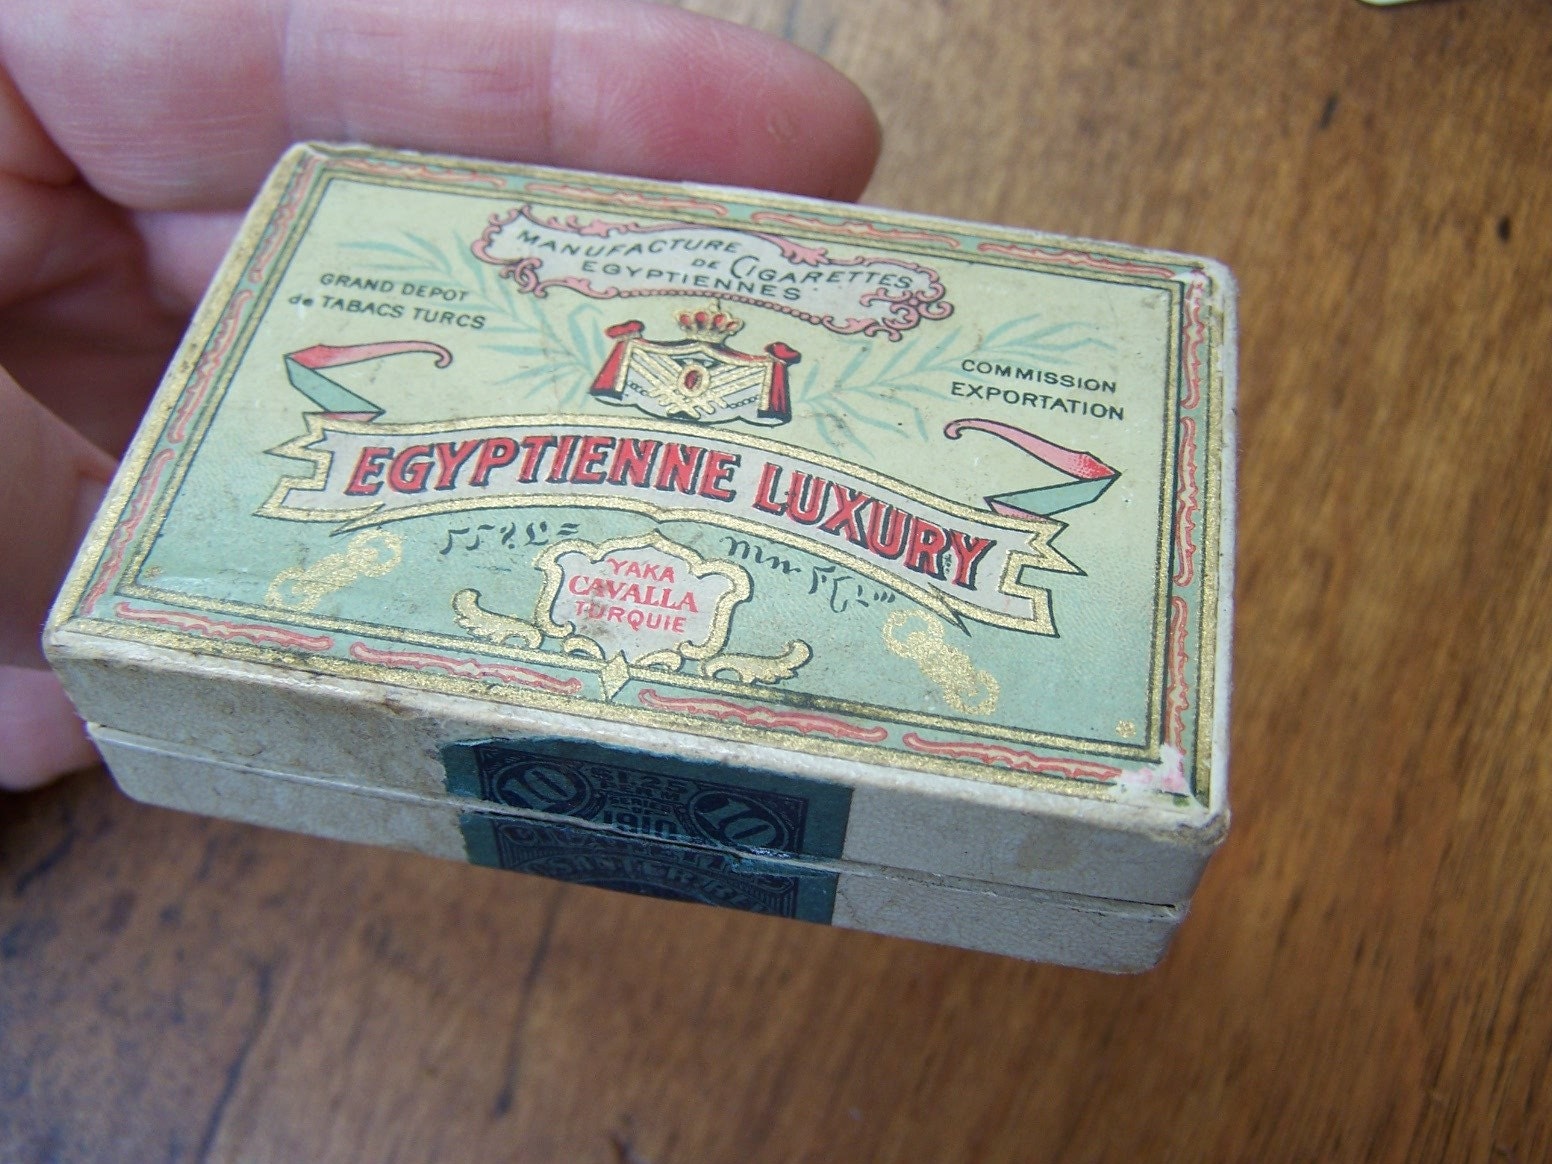 MANUFACTURE
DE CIGARETTES
EGYPTIENNES
GRAND DEPOT
de TABACS TURCS
COMMISSION
EXPORTATION
EGYPTIENNE LUXURY
YAKA
CAVALLA
TURQUIE
10 10
1910